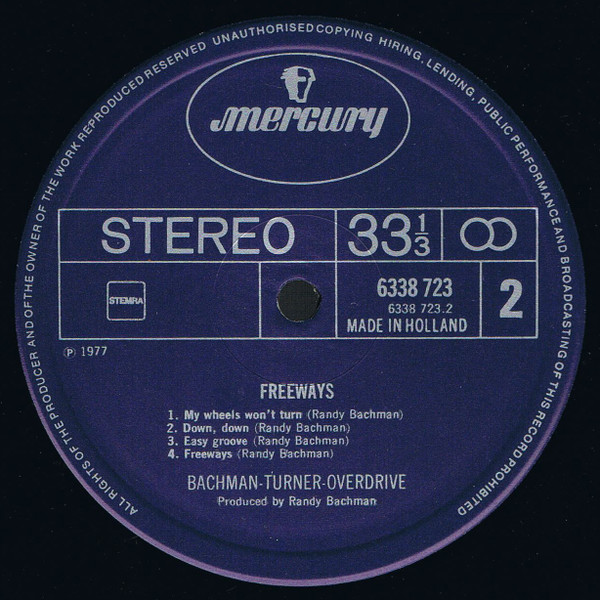 ALL RIGHTS OF THE PRODUCER AND OF THE OWNER OF THE WORK REPRODUCED RESERVED UNAUTHORISED COPYING HIRING, LENDING, PUBLIC PERFORMANCE AND BROADCASTING OF THIS RECORD PROHIBITED
mercury
STEREO
33 1/3
STEMRA
6338 723
6338 723.2
MADE IN HOLLAND
2
℗ 1977
FREEWAYS
1. My wheels won't turn (Randy Bachman)
2. Down, down (Randy Bachman)
3. Easy groove (Randy Bachman)
4. Freeways (Randy Bachman)
BACHMAN-TURNER-OVERDRIVE
Produced by Randy Bachman